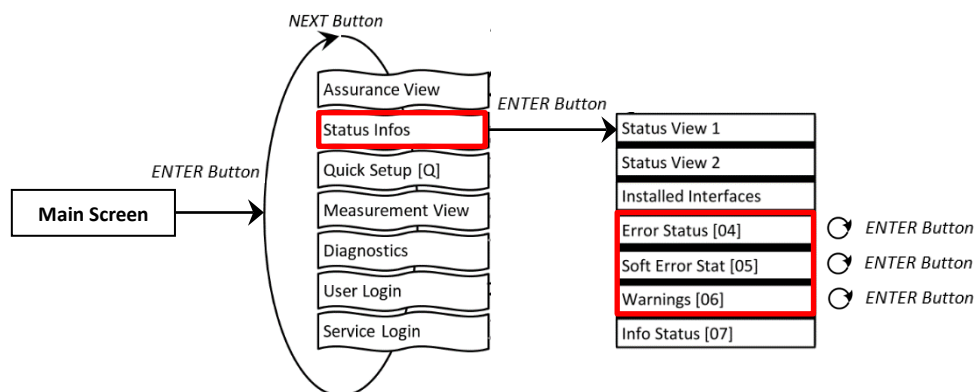 NEXT Button
Assurance View
Status Infos
Quick Setup [Q]
Measurement View
Diagnostics
User Login
Service Login
ENTER Button
Main Screen
ENTER Button
Status View 1
Status View 2
Installed Interfaces
Error Status [04]
ENTER Button
Soft Error Stat [05]
ENTER Button
Warnings [06]
ENTER Button
Info Status [07]